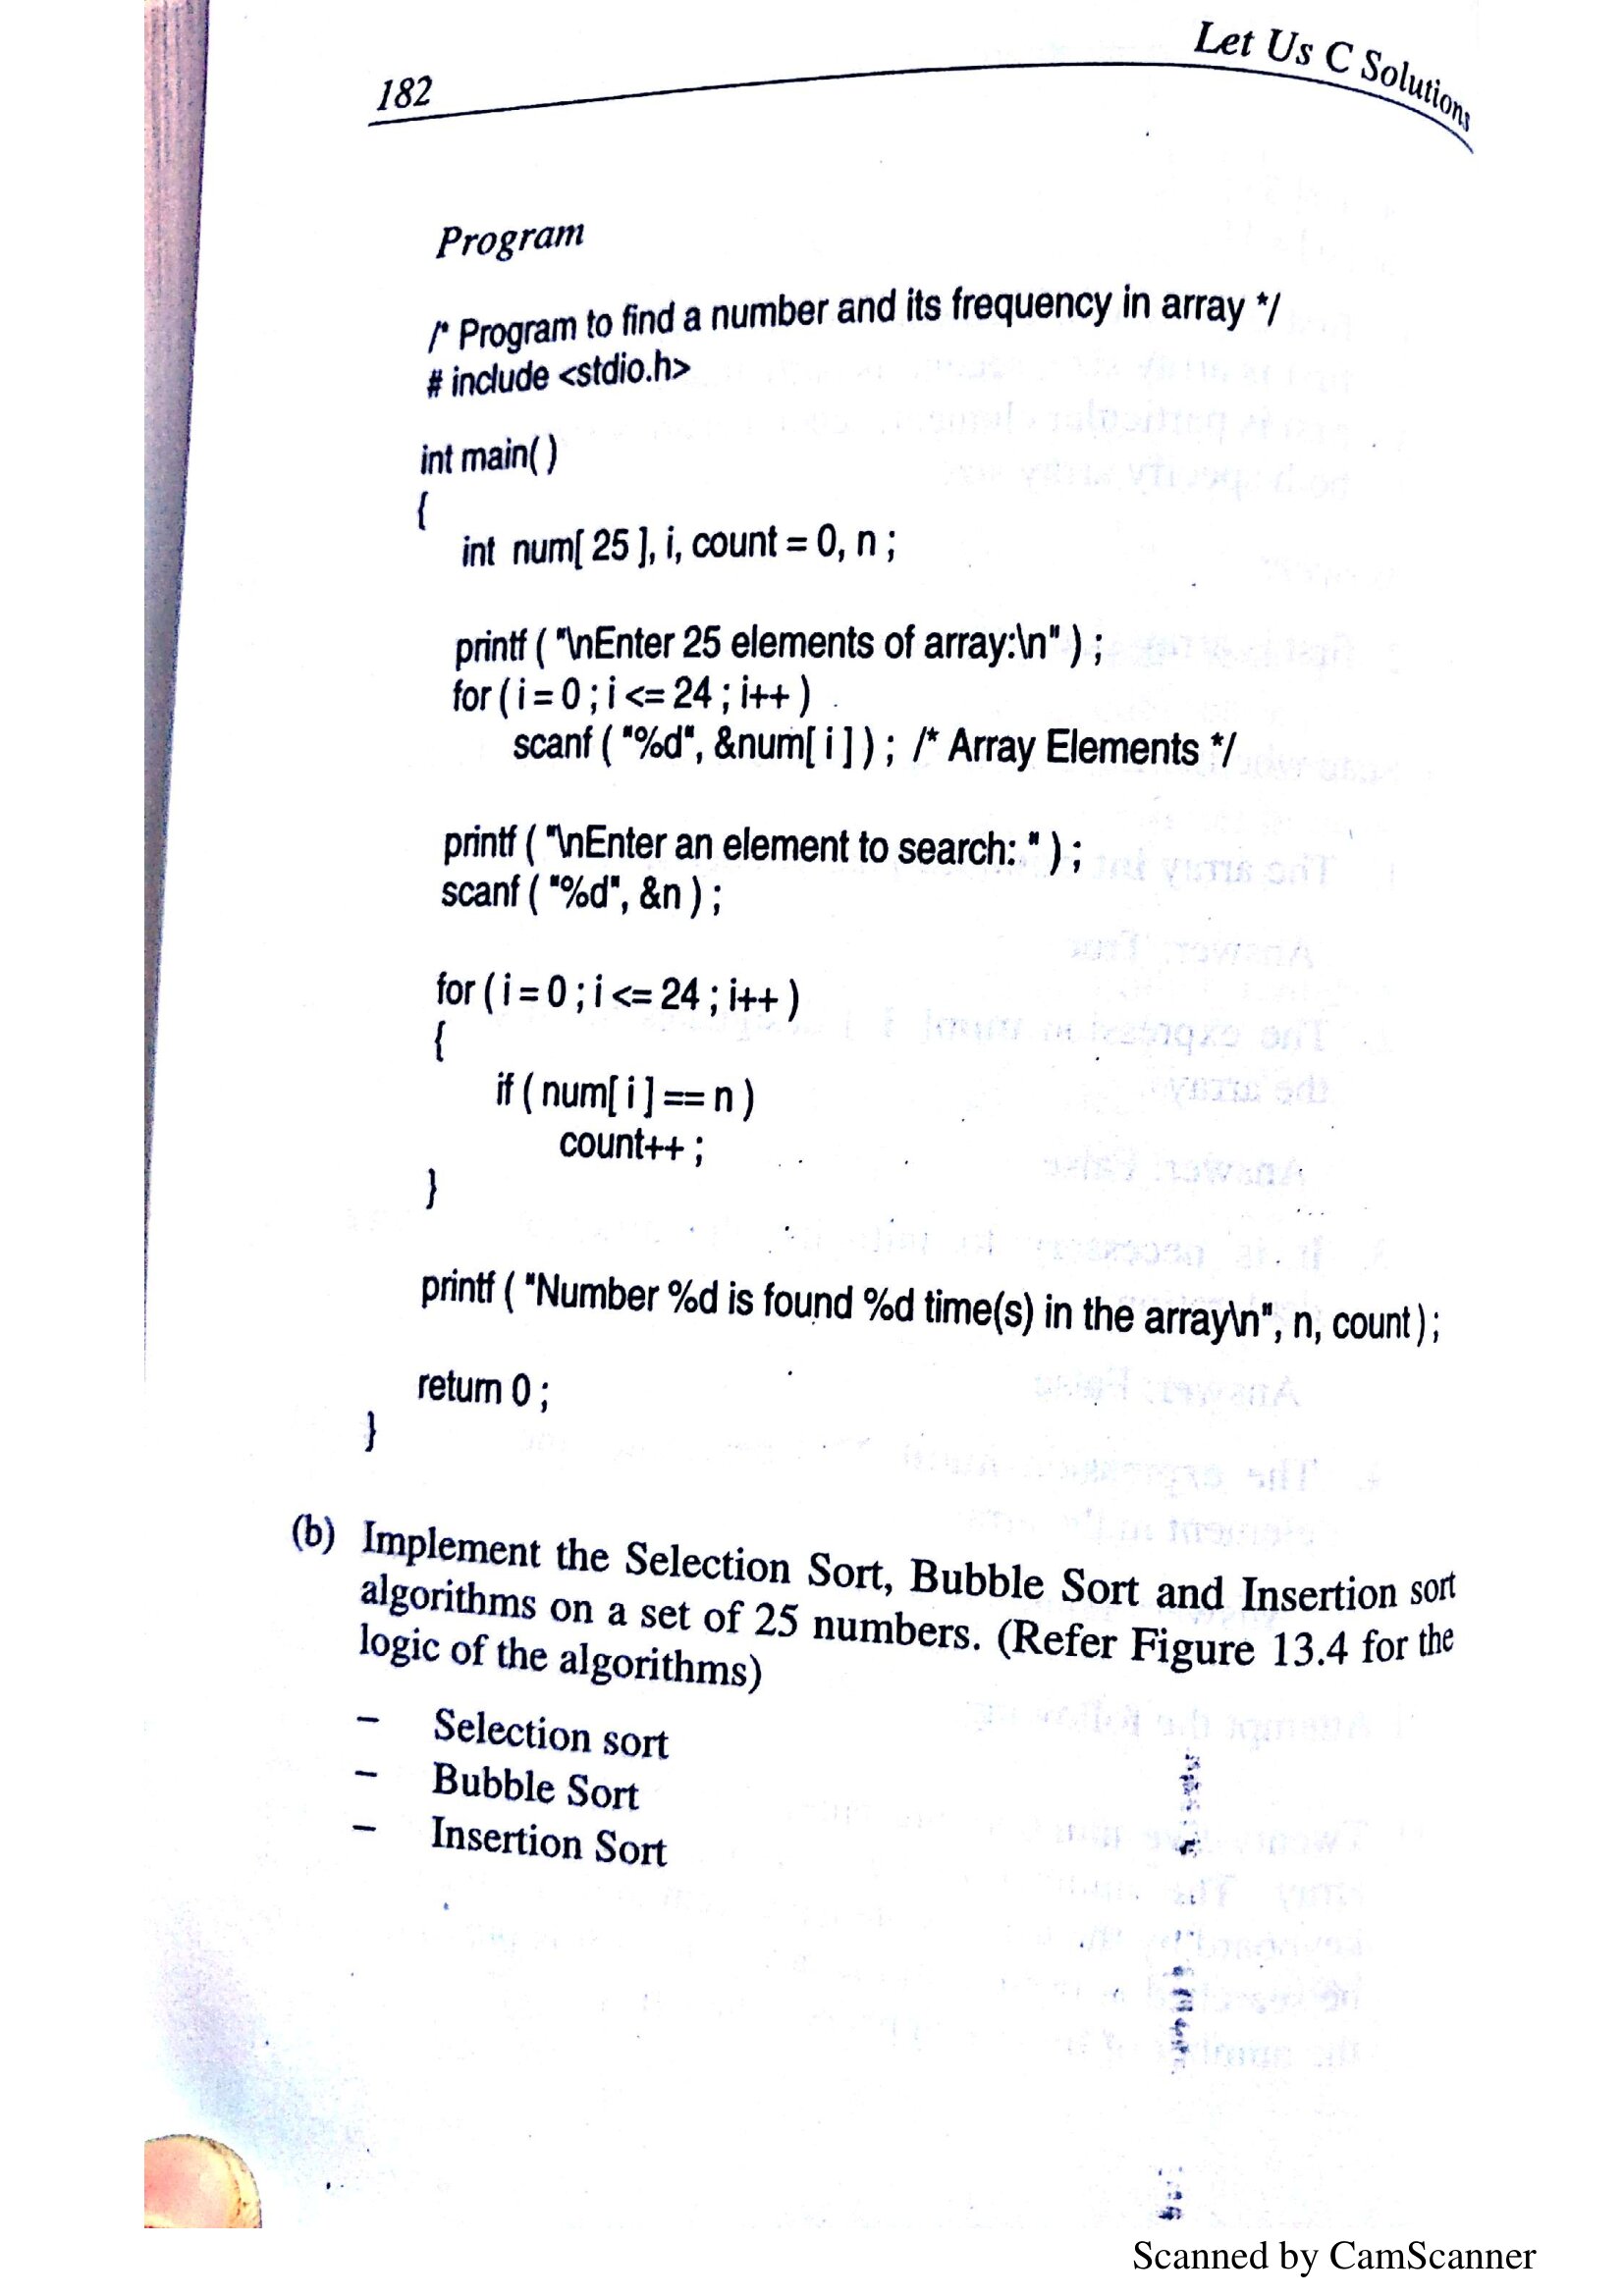 182
Let Us C Solutions
Program
/* Program to find a number and its frequency in array */
# include <stdio.h>
int main( )
{
int num[ 25 ], i, count = 0, n ;
printf ( "\nEnter 25 elements of array:\n" ) ;
for ( i = 0 ; i <= 24 ; i++ )
scanf ( "%d", &num[ i ] ) ; /* Array Elements */
printf ( "\nEnter an element to search: " ) ;
scanf ( "%d", &n ) ;
for ( i = 0 ; i <= 24 ; i++ )
{
if ( num[ i ] == n )
count++ ;
}
printf ( "Number %d is found %d time(s) in the array\n", n, count ) ;
return 0 ;
}
(b) Implement the Selection Sort, Bubble Sort and Insertion sort
algorithms on a set of 25 numbers. (Refer Figure 13.4 for the
logic of the algorithms)
– Selection sort
– Bubble Sort
– Insertion Sort
Scanned by CamScanner